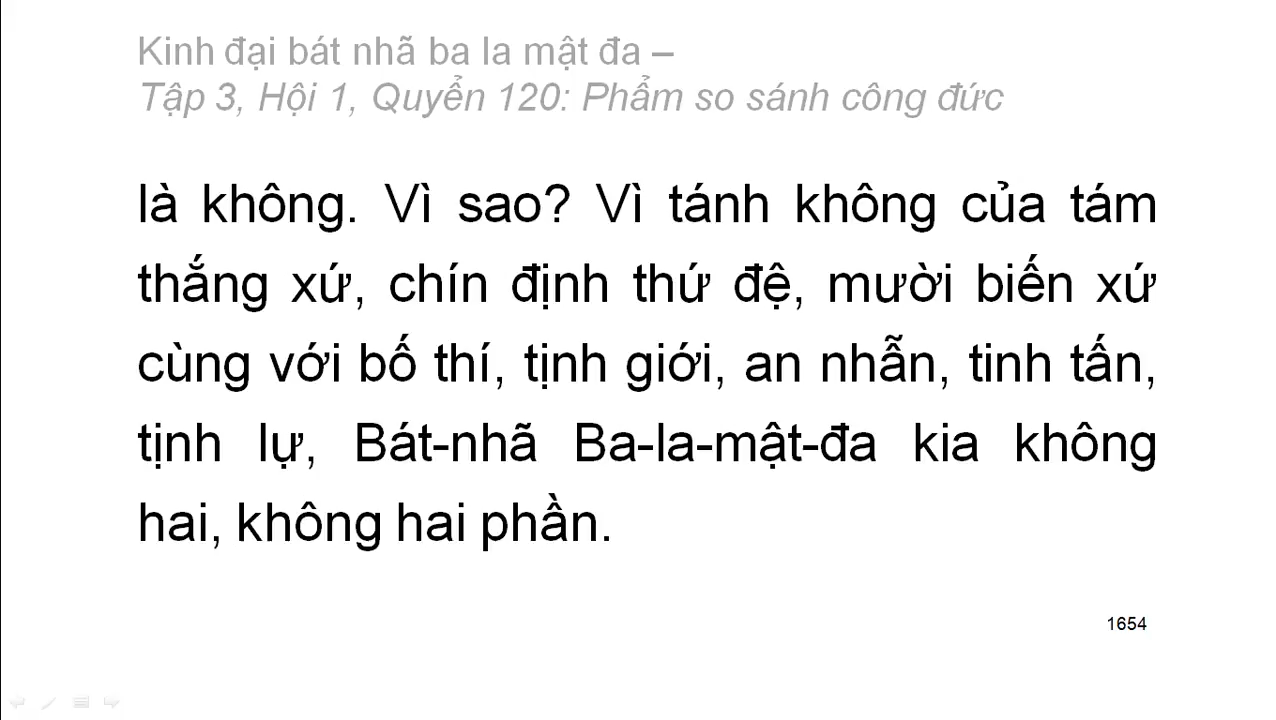 Kinh đại bát nhã ba la mật đa –
Tập 3, Hội 1, Quyển 120: Phẩm so sánh công đức
là không. Vì sao? Vì tánh không của tám
thắng xứ, chín định thứ đệ, mười biến xứ
cùng với bố thí, tịnh giới, an nhẫn, tinh tấn,
tịnh lự, Bát-nhã Ba-la-mật-đa kia không
hai, không hai phần.
1654